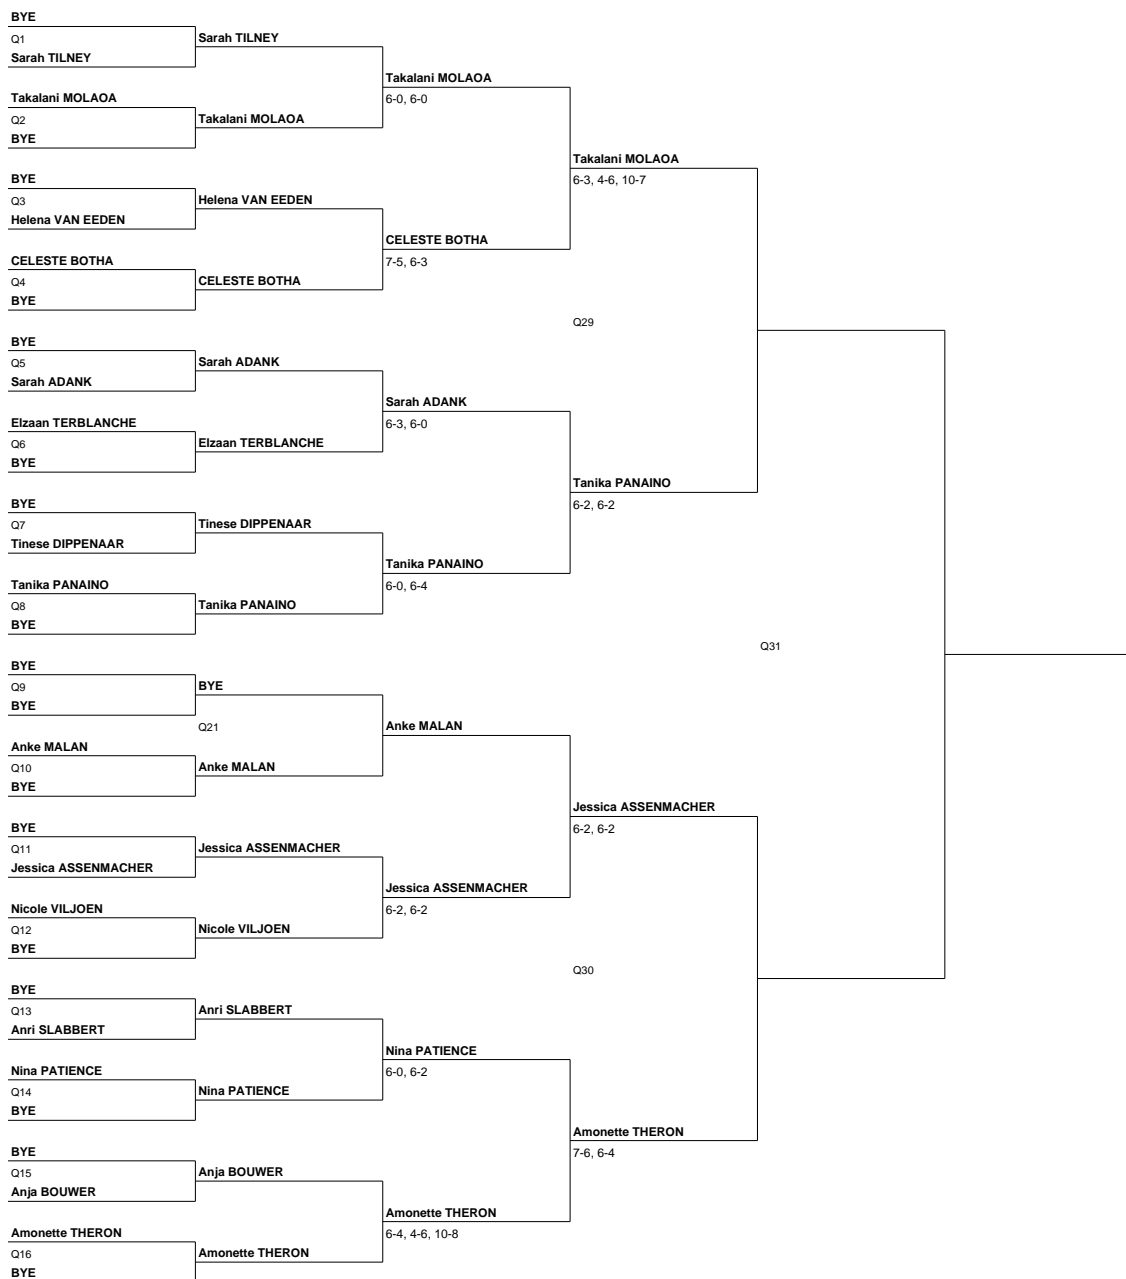 BYE
Q1
Sarah TILNEY
Takalani MOLAOA
Q2
BYE
BYE
Q3
Helena VAN EEDEN
CELESTE BOTHA
Q4
BYE
BYE
Q5
Sarah ADANK
Elzaan TERBLANCHE
Q6
BYE
BYE
Q7
Tinese DIPPENAAR
Tanika PANAINO
Q8
BYE
BYE
Q9
BYE
Anke MALAN
Q10
BYE
BYE
Q11
Jessica ASSENMACHER
Nicole VILJOEN
Q12
BYE
BYE
Q13
Anri SLABBERT
Nina PATIENCE
Q14
BYE
BYE
Q15
Anja BOUWER
Amonette THERON
Q16
BYE
Sarah TILNEY
Takalani MOLAOA
Helena VAN EEDEN
CELESTE BOTHA
Sarah ADANK
Elzaan TERBLANCHE
Tinese DIPPENAAR
Tanika PANAINO
BYE
Q21
Anke MALAN
Jessica ASSENMACHER
Nicole VILJOEN
Anri SLABBERT
Nina PATIENCE
Anja BOUWER
Amonette THERON
Takalani MOLAOA
6-0, 6-0
CELESTE BOTHA
7-5, 6-3
Sarah ADANK
6-3, 6-0
Tanika PANAINO
6-0, 6-4
Anke MALAN
Jessica ASSENMACHER
6-2, 6-2
Nina PATIENCE
6-0, 6-2
Amonette THERON
6-4, 4-6, 10-8
Takalani MOLAOA
6-3, 4-6, 10-7
Q29
Tanika PANAINO
6-2, 6-2
Jessica ASSENMACHER
6-2, 6-2
Q30
Amonette THERON
7-6, 6-4
Q31